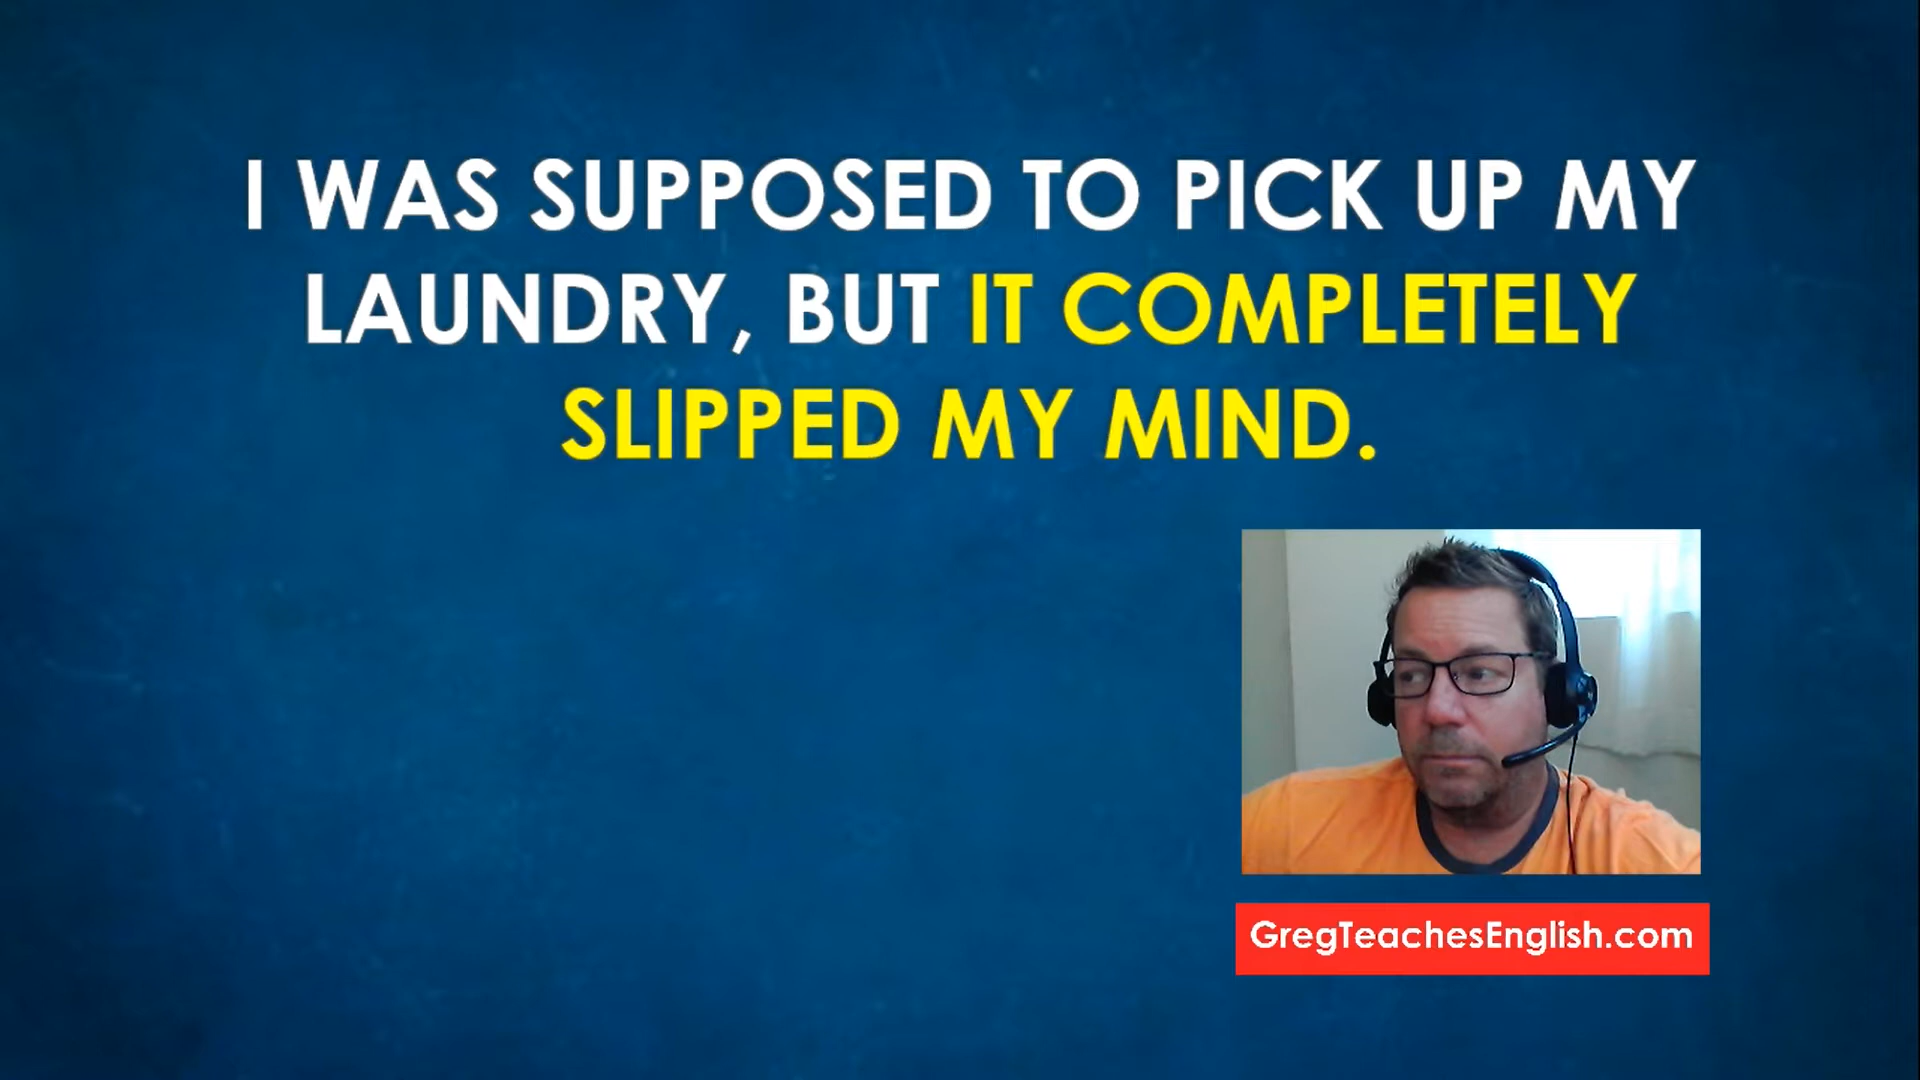 I WAS SUPPOSED TO PICK UP MY
LAUNDRY, BUT IT COMPLETELY
SLIPPED MY MIND.
GregTeachesEnglish.com